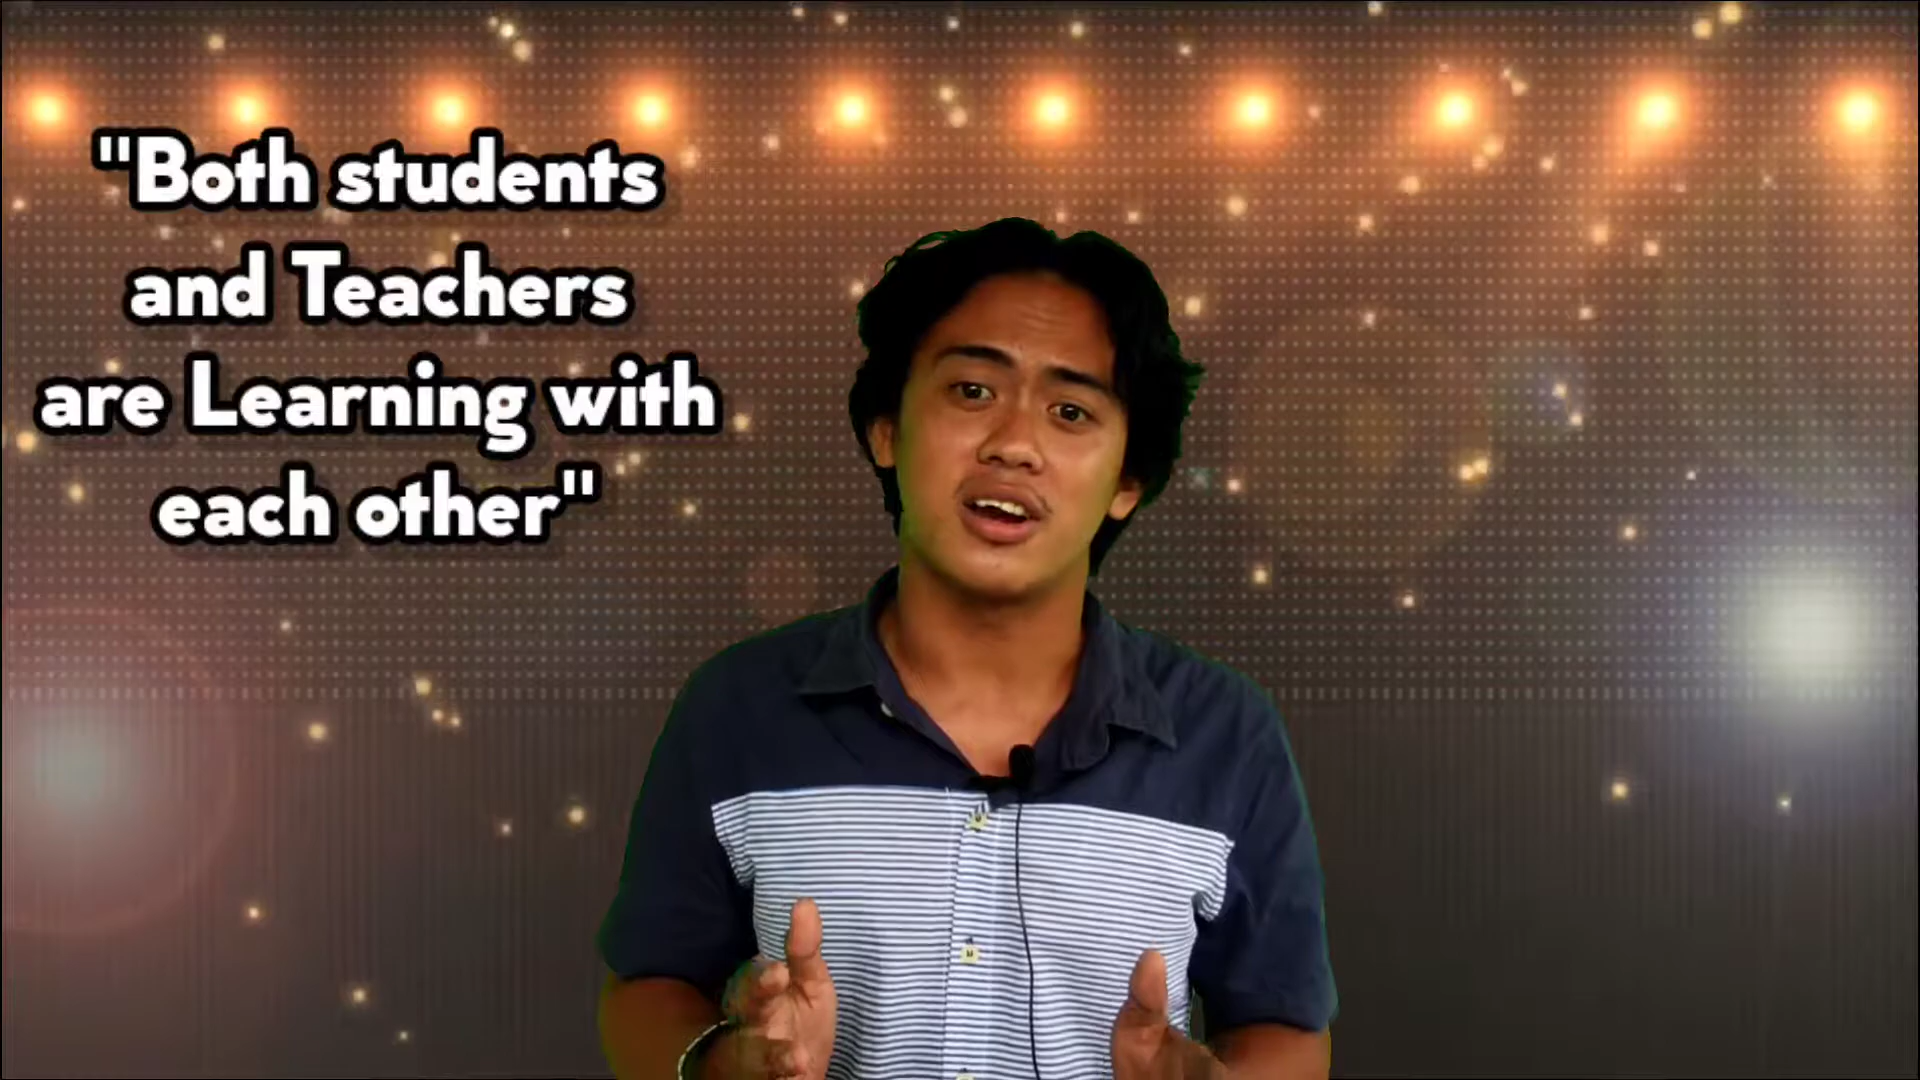 "Both students
and Teachers
are Learning with
each other"